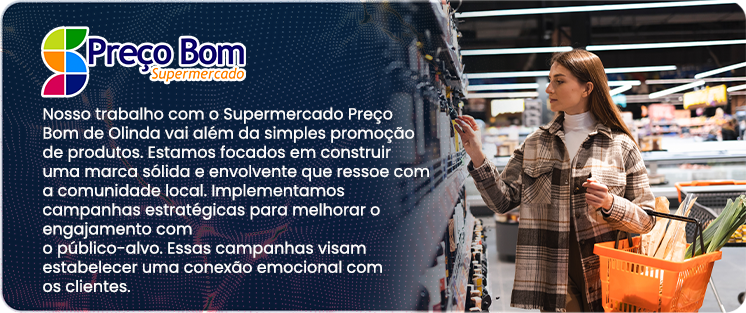 Preço Bom
Supermercado
Nosso trabalho com o Supermercado Preço
Bom de Olinda vai além da simples promoção
de produtos. Estamos focados em construir
uma marca sólida e envolvente que ressoe com
a comunidade local. Implementamos
campanhas estratégicas para melhorar o
engajamento com
o público-alvo. Essas campanhas visam
estabelecer uma conexão emocional com
os clientes.